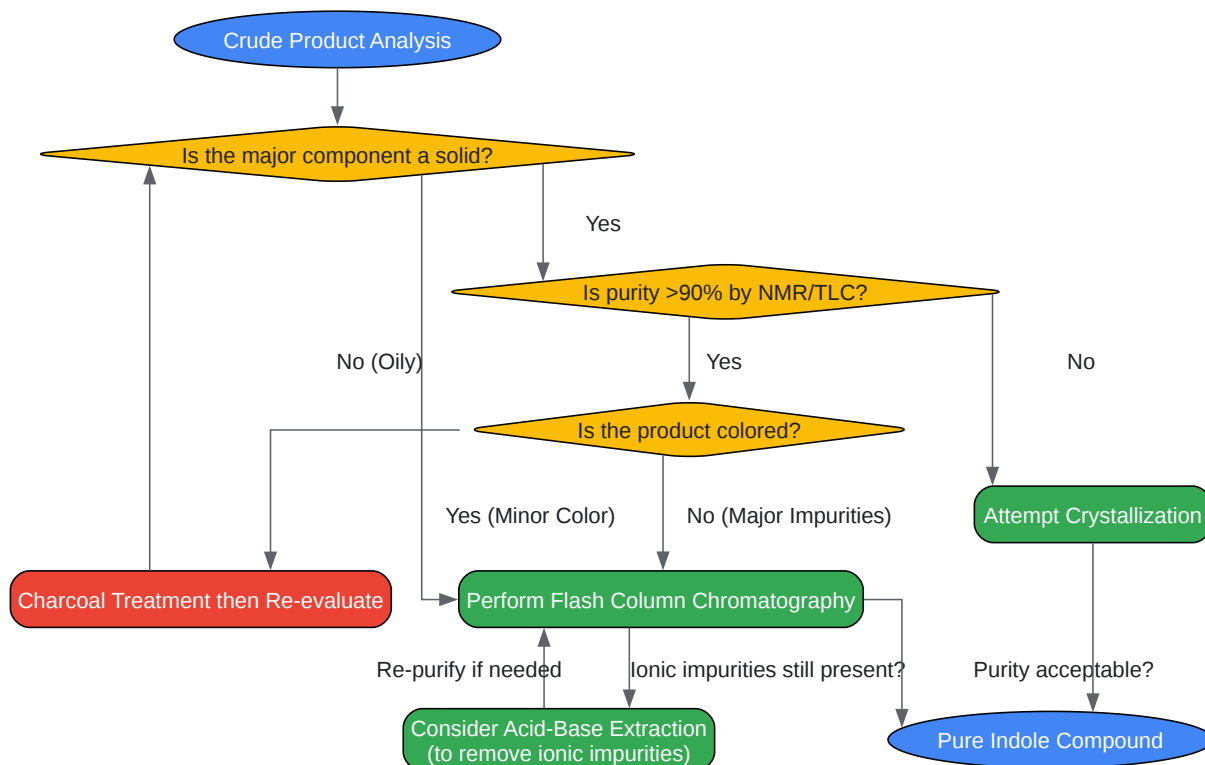 Crude Product Analysis
Is the major component a solid?
Yes
Is purity >90% by NMR/TLC?
No (Oily)
Yes
No
Is the product colored?
Yes (Minor Color)
No (Major Impurities)
Attempt Crystallization
Charcoal Treatment then Re-evaluate
Perform Flash Column Chromatography
Re-purify if needed
Ionic impurities still present?
Purity acceptable?
Consider Acid-Base Extraction
(to remove ionic impurities)
Pure Indole Compound